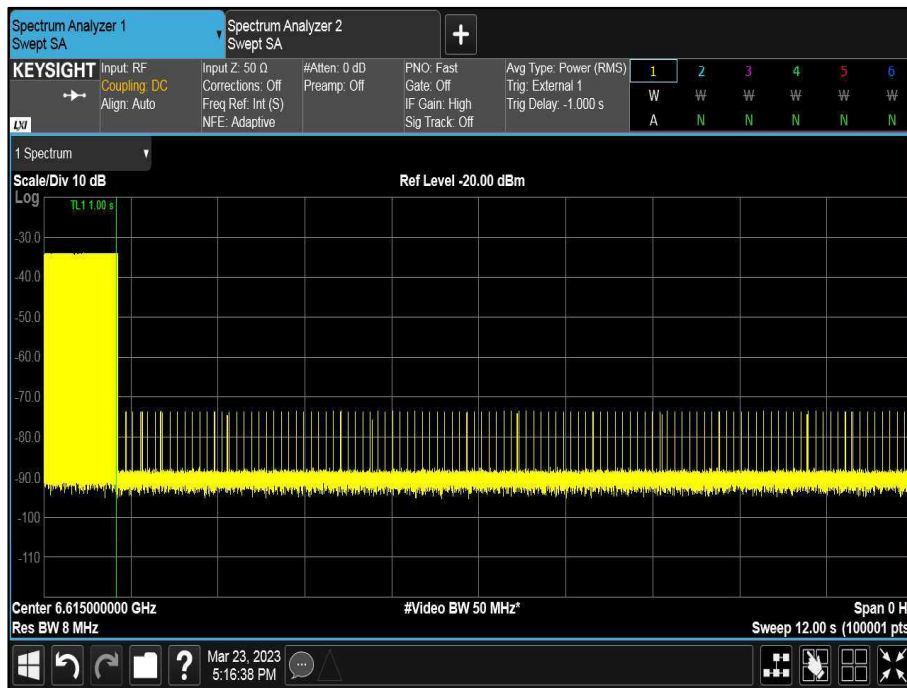 Spectrum Analyzer 1
Swept SA
Spectrum Analyzer 2
Swept SA
+
KEYSIGHT
LXI
Input: RF
Coupling: DC
Align: Auto
Input Z: 50 Ω
Corrections: Off
Freq Ref: Int (S)
NFE: Adaptive
#Atten: 0 dB
Preamp: Off
PNO: Fast
Gate: Off
IF Gain: High
Sig Track: Off
Avg Type: Power (RMS)
Trig: External 1
Trig Delay: -1.000 s
1 2 3 4 5 6
W W W W W W
A N N N N N
1 Spectrum
Scale/Div 10 dB
Ref Level -20.00 dBm
Log
TL1 1.00 s
-30.0
-40.0
-50.0
-60.0
-70.0
-80.0
-90.0
-100
-110
Center 6.615000000 GHz
#Video BW 50 MHz*
Span 0 H
Res BW 8 MHz
Sweep 12.00 s (100001 pts
?
Mar 23, 2023
5:16:38 PM